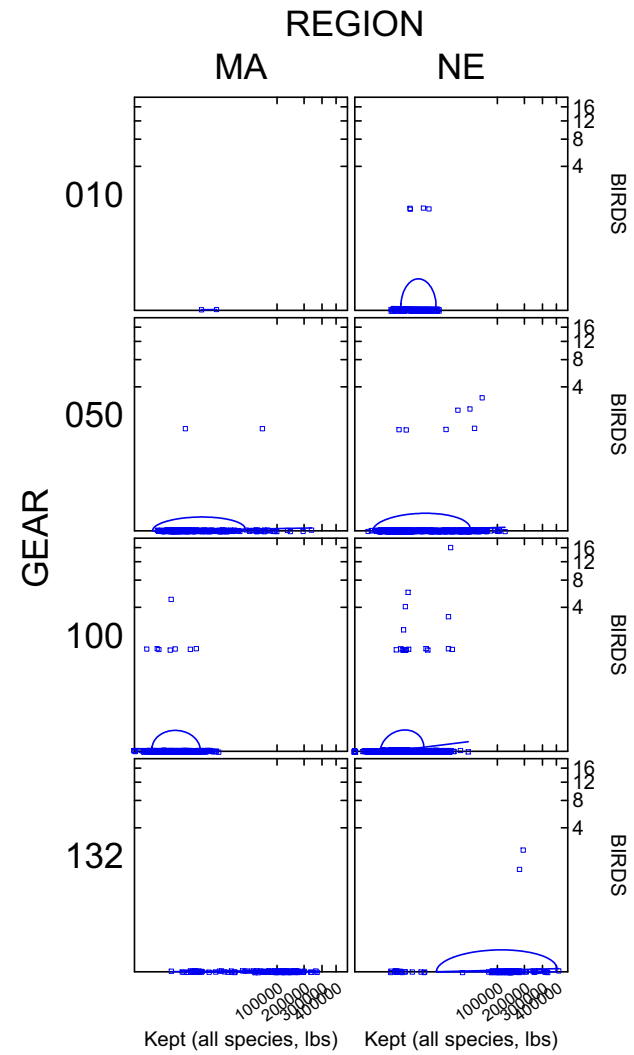 REGION
MA NE
010
16
12
8
4
BIRDS
050
16
12
8
4
BIRDS
GEAR
100
16
12
8
4
BIRDS
132
16
12
8
4
BIRDS
100000 200000 300000 400000 100000 200000 300000 400000
Kept (all species, lbs) Kept (all species, lbs)